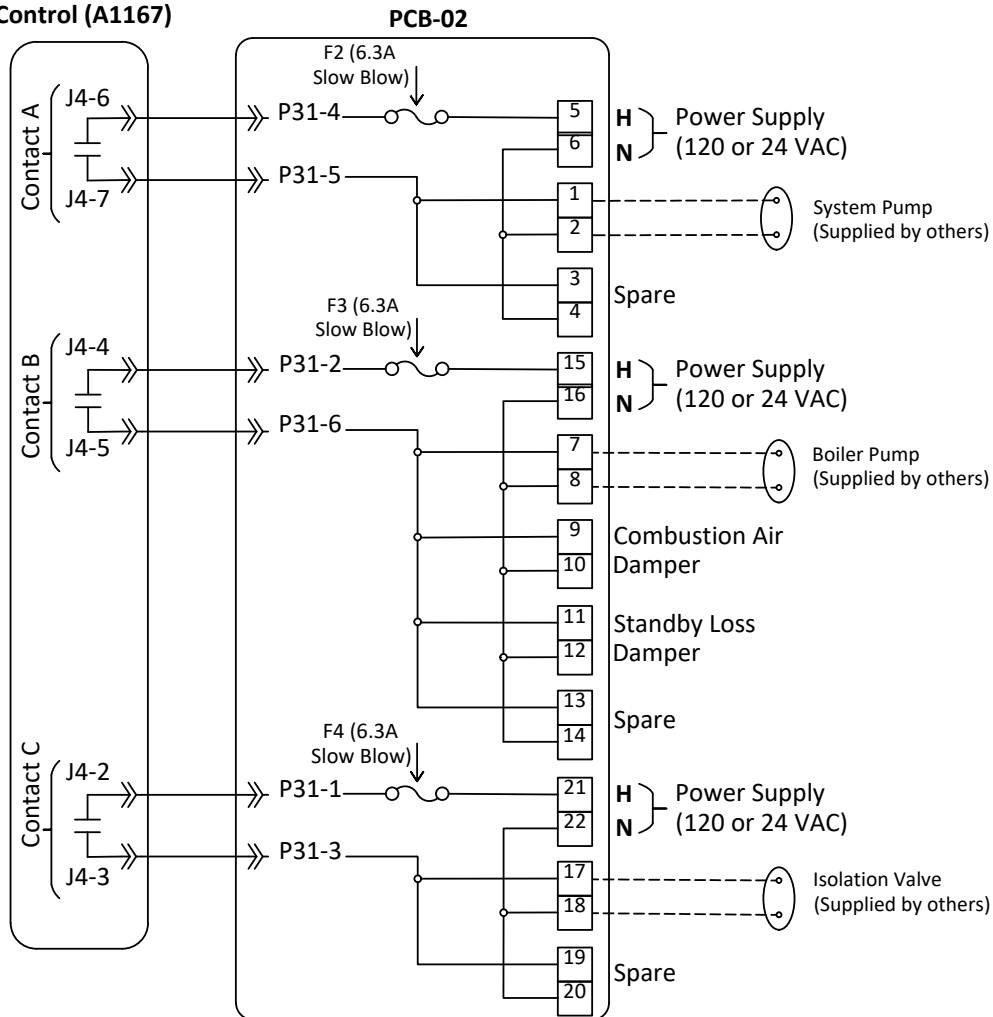 Control (A1167)
PCB-02
F2 (6.3A
Slow Blow)
Contact A
J4-6
J4-7
P31-4
P31-5
5
6
H
N
Power Supply
(120 or 24 VAC)
1
2
System Pump
(Supplied by others)
3
4
Spare
F3 (6.3A
Slow Blow)
Contact B
J4-4
J4-5
P31-2
P31-6
15
16
H
N
Power Supply
(120 or 24 VAC)
7
8
Boiler Pump
(Supplied by others)
9
10
Combustion Air
Damper
11
12
Standby Loss
Damper
13
14
Spare
F4 (6.3A
Slow Blow)
Contact C
J4-2
J4-3
P31-1
P31-3
21
22
H
N
Power Supply
(120 or 24 VAC)
17
18
Isolation Valve
(Supplied by others)
19
20
Spare